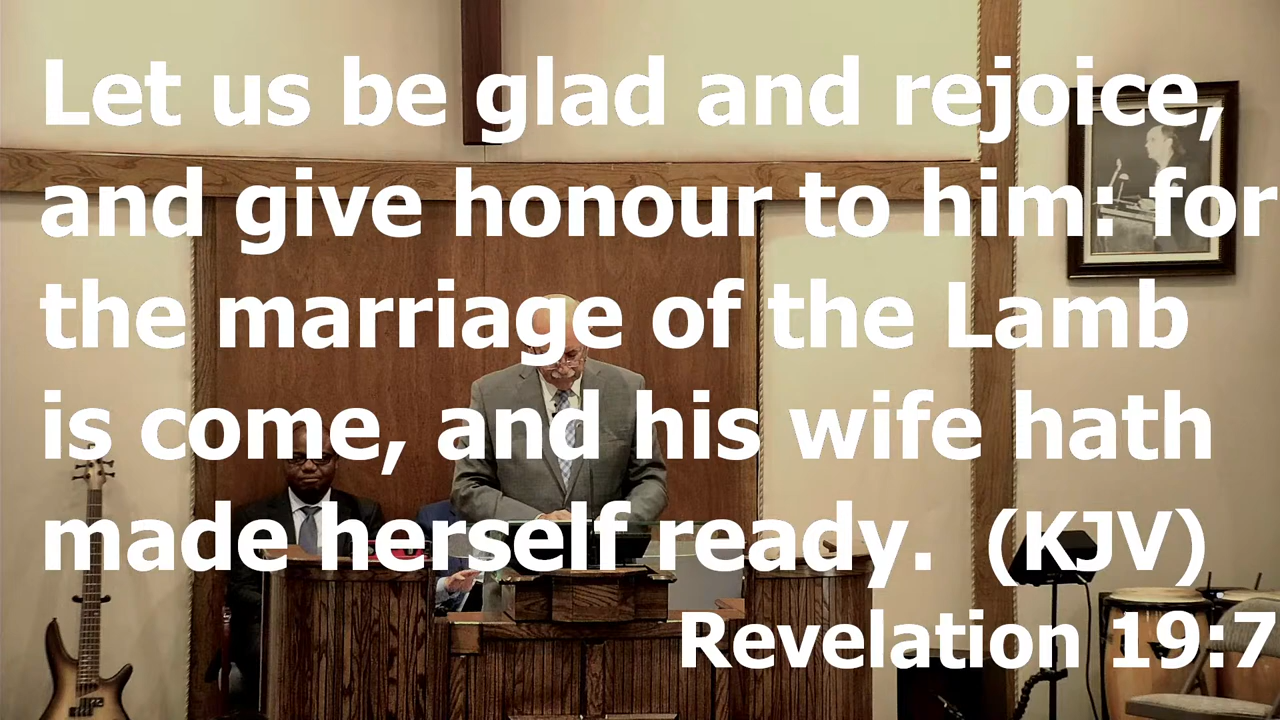 Let us be glad and rejoice,
and give honour to him: for
the marriage of the Lamb
is come, and his wife hath
made herself ready.  (KJV)
Revelation 19:7